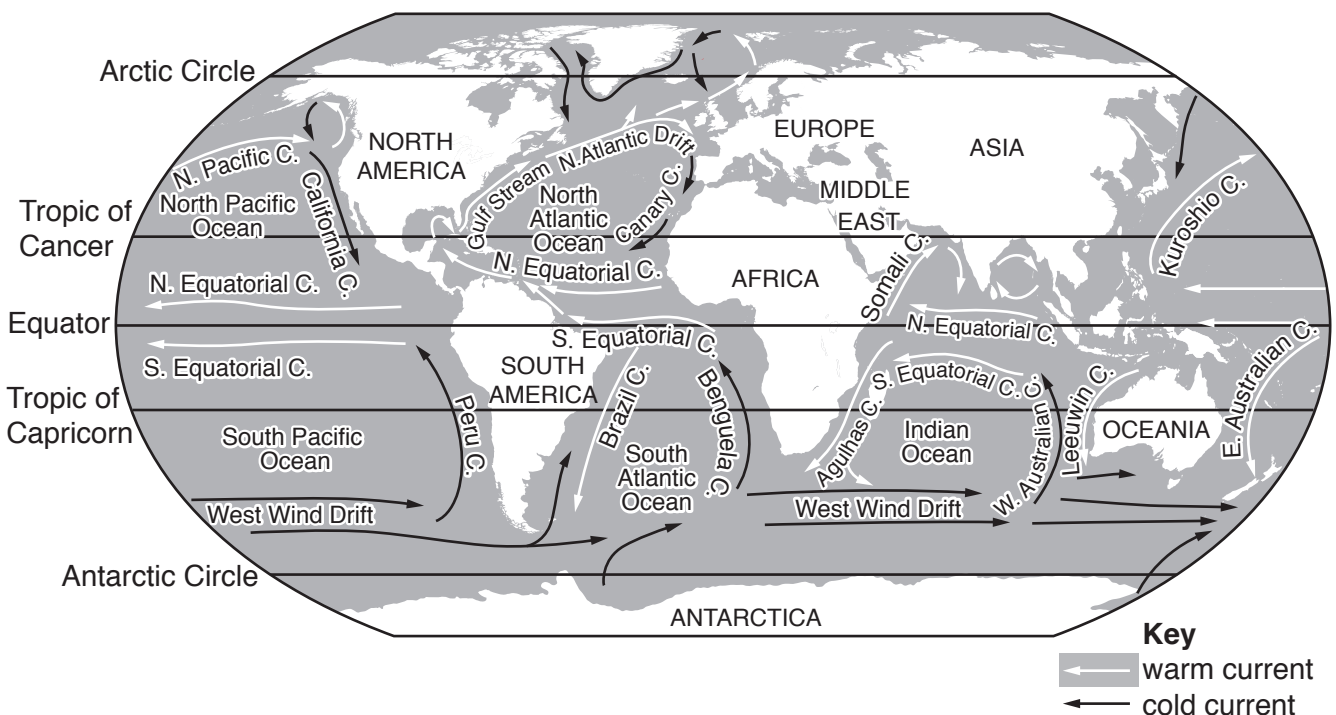 Arctic Circle
NORTH
AMERICA
EUROPE
ASIA
N. Pacific C.
Gulf Stream
N.Atlantic Drift
MIDDLE
EAST
Tropic of
Cancer
North Pacific
Ocean
California C.
North
Atlantic
Ocean
Canary C.
Kuroshio C.
N. Equatorial C.
N. Equatorial C.
AFRICA
Somali C.
Equator
S. Equatorial C.
N. Equatorial C.
S. Equatorial C.
SOUTH
AMERICA
S. Equatorial C.
E. Australian C.
Tropic of
Capricorn
Peru C.
Brazil C.
Benguela C.
Agulhas C.
Indian
Ocean
W. Australian C.
Leeuwin C.
OCEANIA
South Pacific
Ocean
South
Atlantic
Ocean
West Wind Drift
West Wind Drift
Antarctic Circle
ANTARCTICA
Key
warm current
cold current